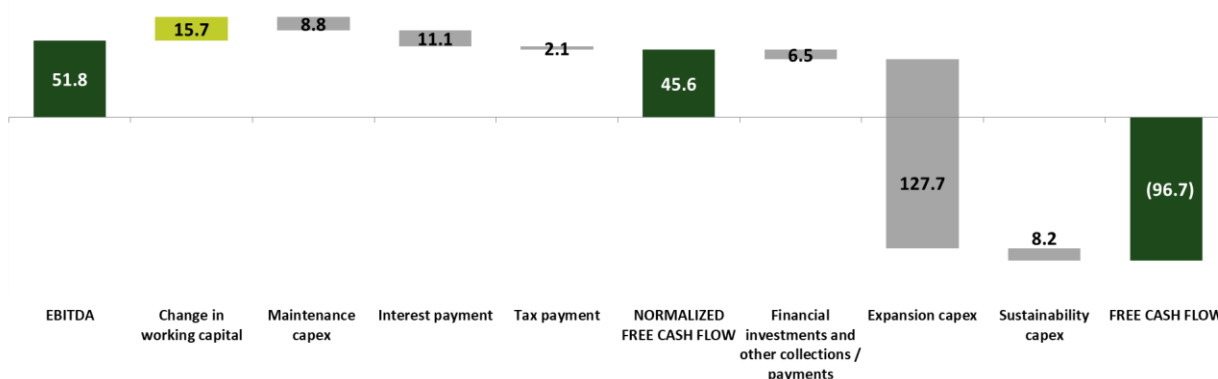 15.7
8.8
11.1
2.1
6.5
51.8
45.6
127.7
(96.7)
8.2
EBITDA
Change in
working capital
Maintenance
capex
Interest payment
Tax payment
NORMALIZED
FREE CASH FLOW
Financial
investments and
other collections /
payments
Expansion capex
Sustainability
capex
FREE CASH FLOW